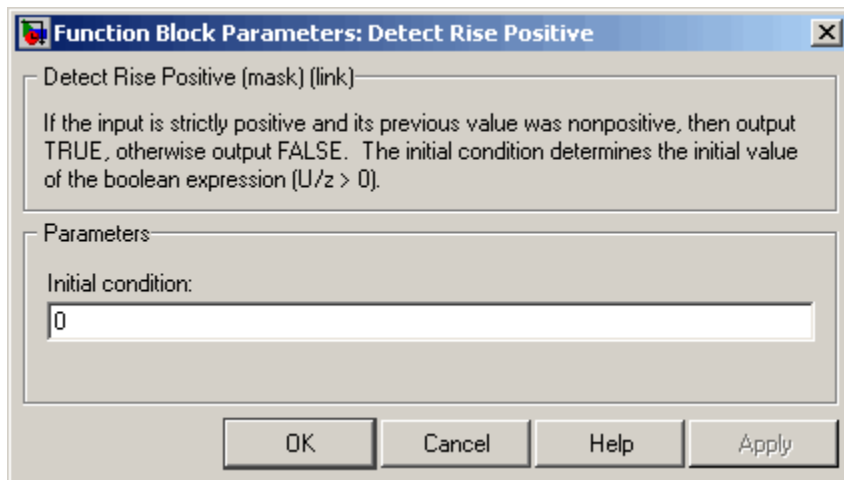 Function Block Parameters: Detect Rise Positive
Detect Rise Positive (mask) (link)
If the input is strictly positive and its previous value was nonpositive, then output
TRUE, otherwise output FALSE.  The initial condition determines the initial value
of the boolean expression (U/z > 0).
Parameters
Initial condition:
0
OK Cancel Help Apply